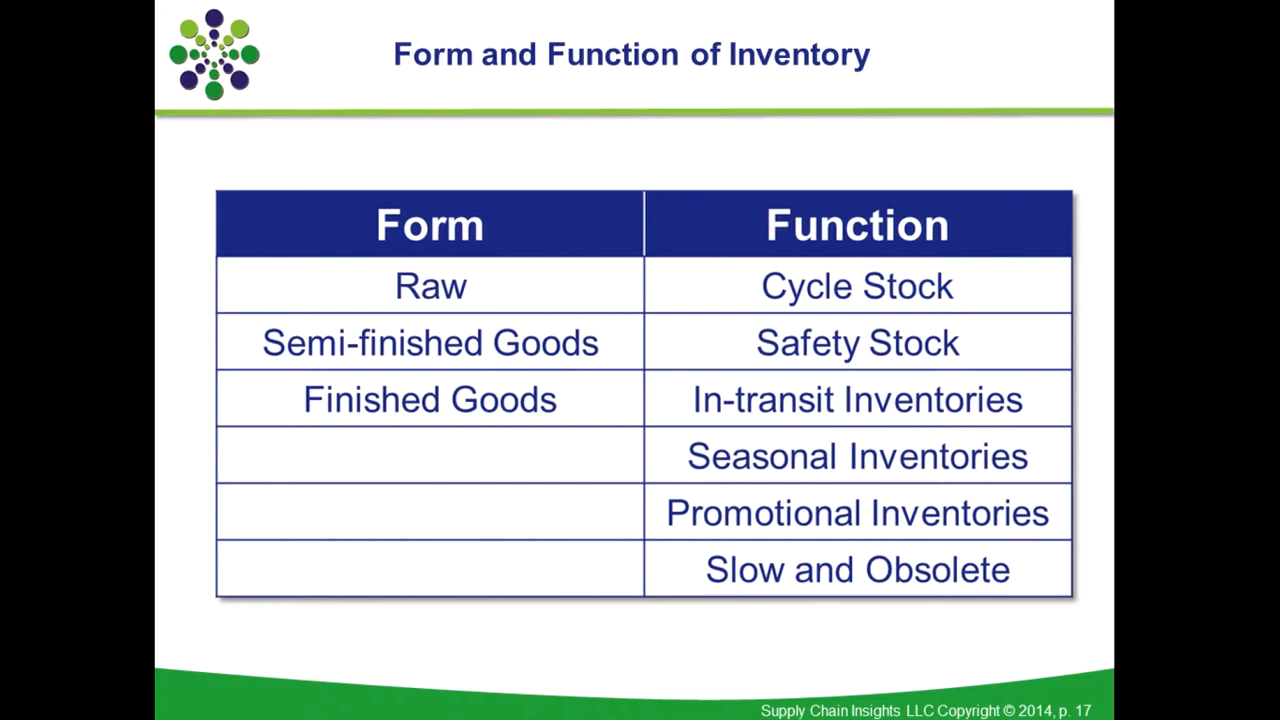 Form and Function of Inventory
Form Function
Raw Cycle Stock
Semi-finished Goods Safety Stock
Finished Goods In-transit Inventories
Seasonal Inventories
Promotional Inventories
Slow and Obsolete
Supply Chain Insights LLC Copyright © 2014, p. 17